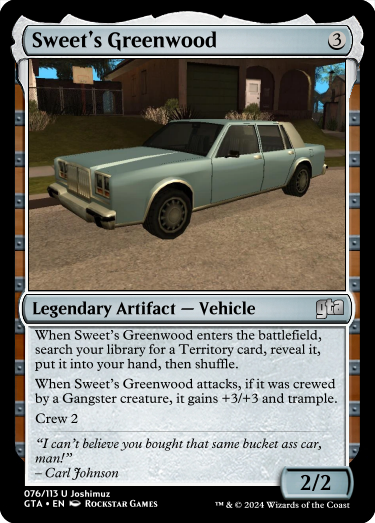 Sweet's Greenwood 3
Legendary Artifact — Vehicle gta
When Sweet's Greenwood enters the battlefield,
search your library for a Territory card, reveal it,
put it into your hand, then shuffle.
When Sweet's Greenwood attacks, if it was crewed
by a Gangster creature, it gains +3/+3 and trample.
Crew 2
“I can't believe you bought that same bucket ass car,
man!”
– Carl Johnson
2/2
076/113 U Joshimuz
GTA • EN Rockstar Games
™ & © 2024 Wizards of the Coast